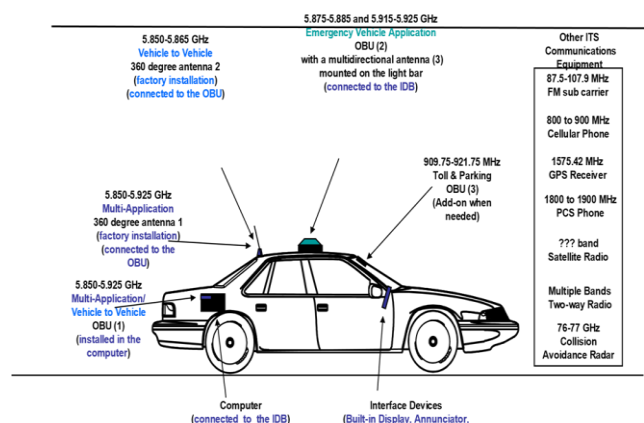 5.850-5.865 GHz
Vehicle to Vehicle
360 degree antenna 2
(factory installation)
(connected to the OBU)
5.875-5.885 and 5.915-5.925 GHz
Emergency Vehicle Application
OBU (2)
with a multidirectional antenna (3)
mounted on the light bar
(connected to the IDB)
Other ITS
Communications
Equipment
87.5-107.9 MHz
FM sub carrier
800 to 900 MHz
Cellular Phone
1575.42 MHz
GPS Receiver
1800 to 1900 MHz
PCS Phone
??? band
Satellite Radio
Multiple Bands
Two-way Radio
76-77 GHz
Collision
Avoidance Radar
909.75-921.75 MHz
Toll & Parking
OBU (3)
(Add-on when
needed)
5.850-5.925 GHz
Multi-Application
360 degree antenna 1
(factory installation)
(connected to the
OBU)
5.850-5.925 GHz
Multi-Application/
Vehicle to Vehicle
OBU (1)
(installed in the
computer)
Computer
(connected to the IDB)
Interface Devices
(Built-in Display, Annunciator,